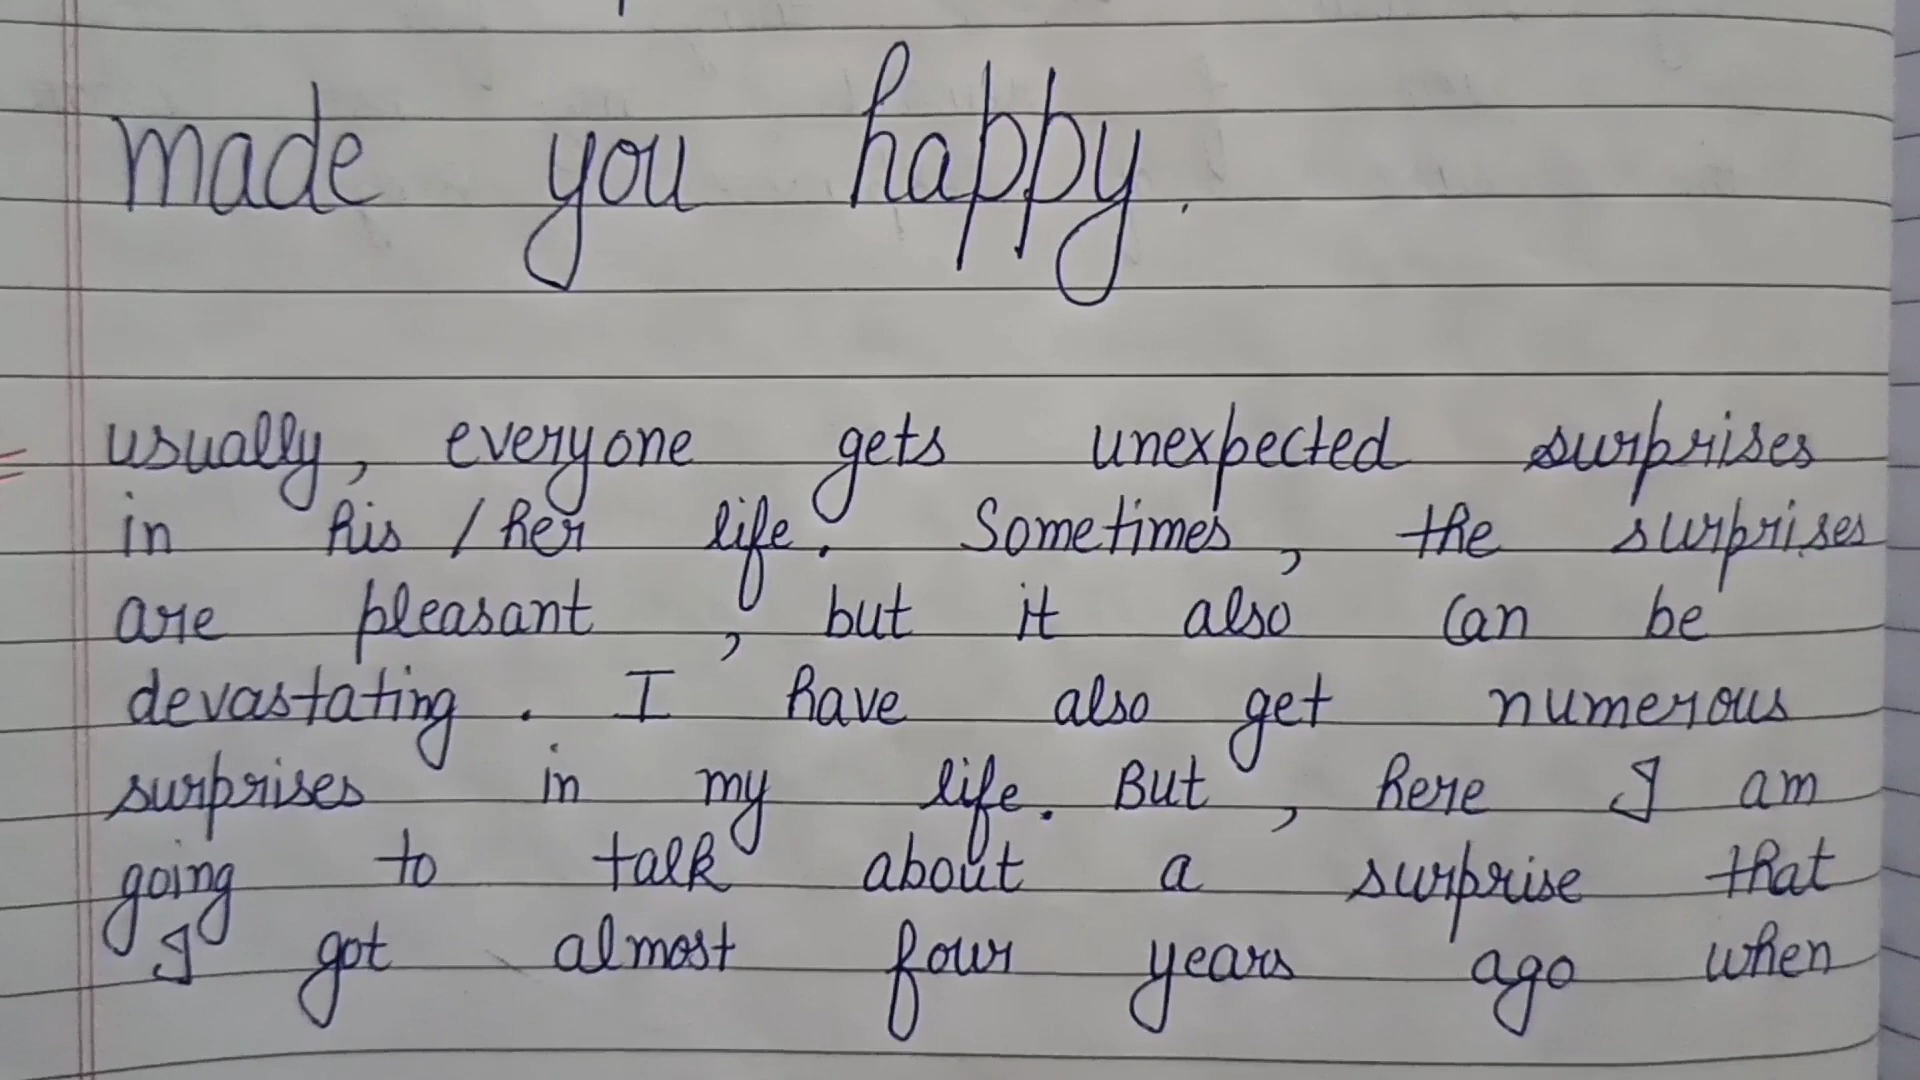 made you happy.
usually, everyone gets unexpected surprises
in his / her life. Sometimes, the surprises
are pleasant, but it also can be
devastating. I have also get numerous
surprises in my life. But, here I am
going to talk about a surprise that
I got almost four years ago when